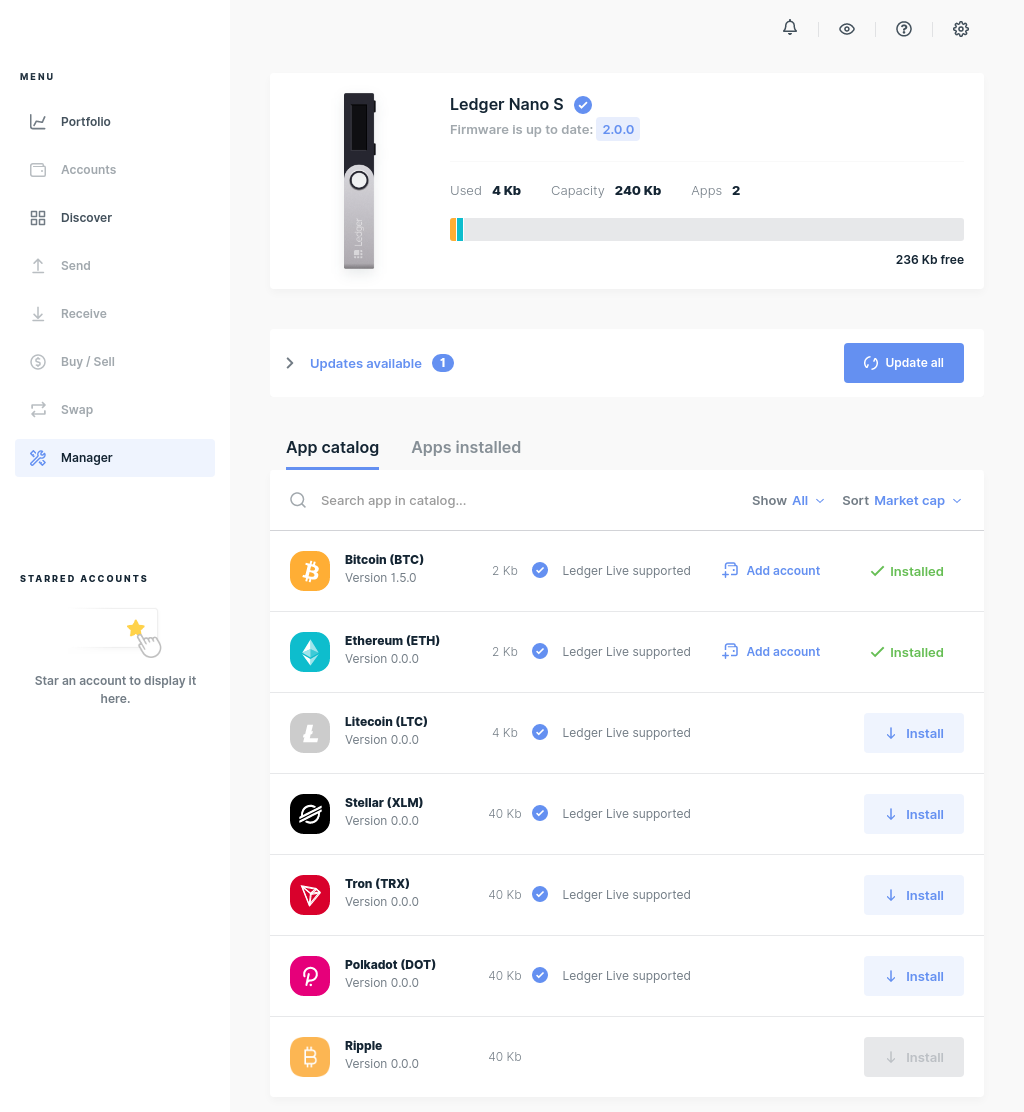 MENU
Portfolio
Accounts
Discover
Send
Receive
Buy / Sell
Swap
Manager
STARRED ACCOUNTS
Star an account to display it
here.
Ledger
Ledger Nano S
Firmware is up to date: 2.0.0
Used 4 Kb Capacity 240 Kb Apps 2
236 Kb free
Updates available 1
Update all
App catalog Apps installed
Search app in catalog... Show All Sort Market cap
Bitcoin (BTC)
Version 1.5.0
2 Kb Ledger Live supported Add account Installed
Ethereum (ETH)
Version 0.0.0
2 Kb Ledger Live supported Add account Installed
Litecoin (LTC)
Version 0.0.0
4 Kb Ledger Live supported Install
Stellar (XLM)
Version 0.0.0
40 Kb Ledger Live supported Install
Tron (TRX)
Version 0.0.0
40 Kb Ledger Live supported Install
Polkadot (DOT)
Version 0.0.0
40 Kb Ledger Live supported Install
Ripple
Version 0.0.0
40 Kb Install